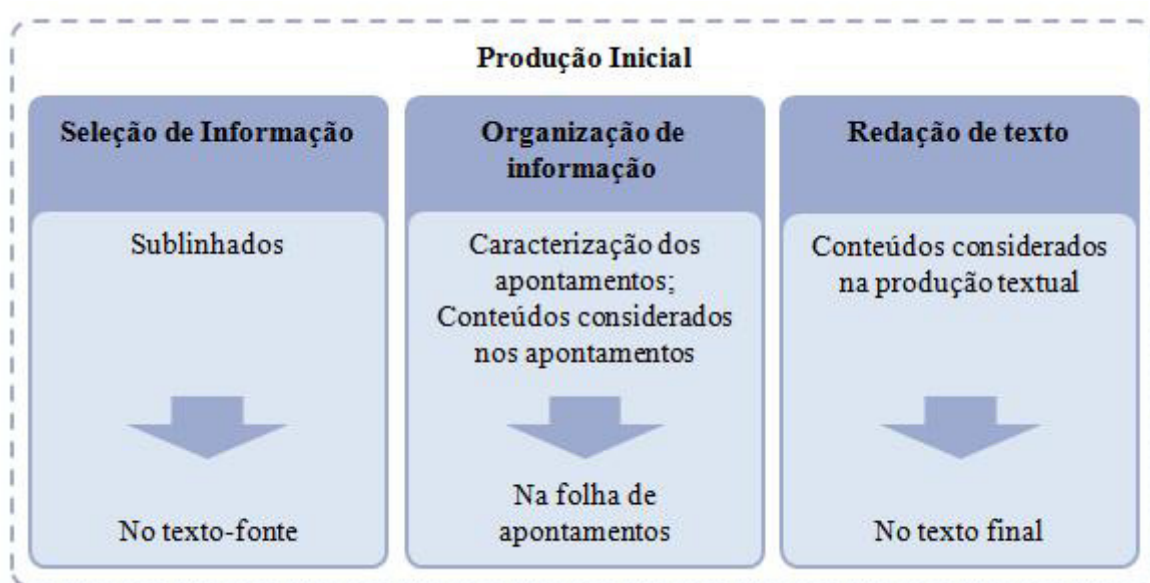 Produção Inicial
Seleção de Informação
Sublinhados
No texto-fonte
Organização de
informação
Caracterização dos
apontamentos;
Conteúdos considerados
nos apontamentos
Na folha de
apontamentos
Redação de texto
Conteúdos considerados
na produção textual
No texto final